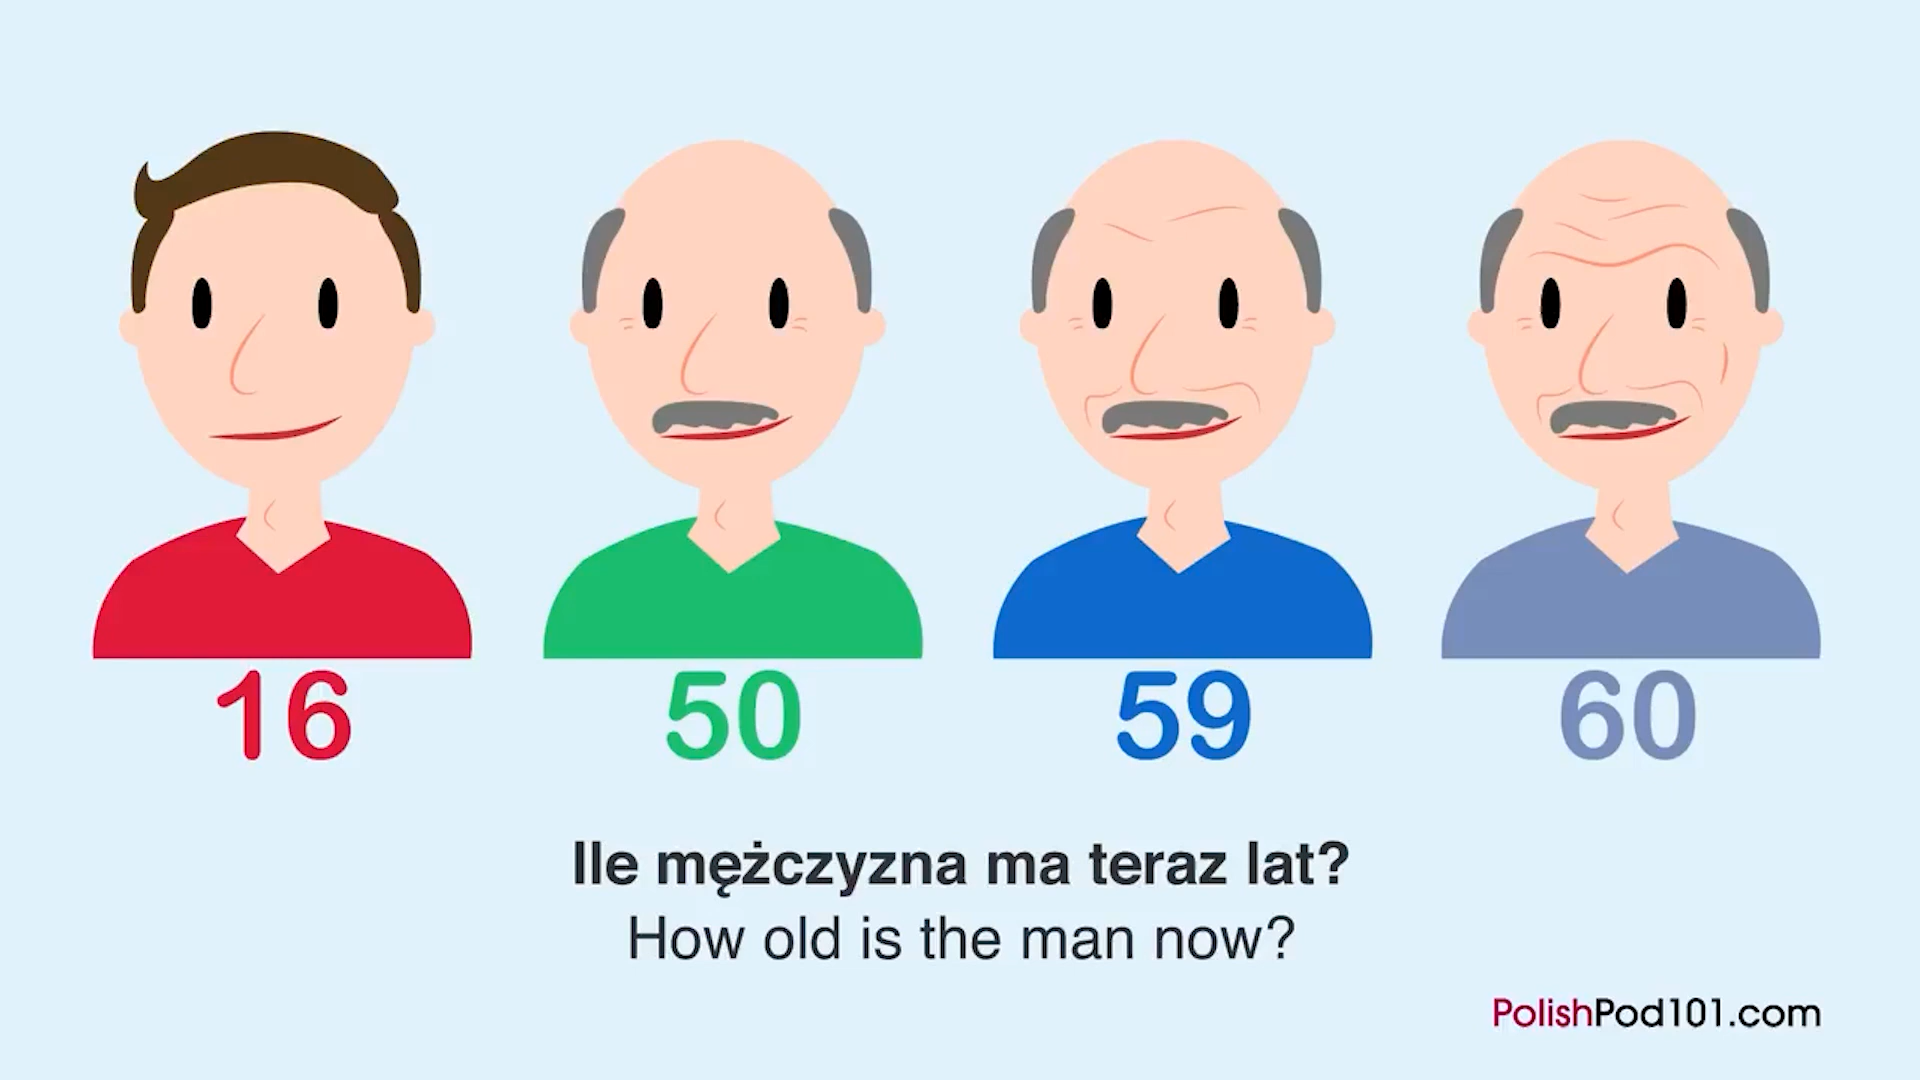 16 50 59 60
Ile mężczyzna ma teraz lat?
How old is the man now?
PolishPod101.com